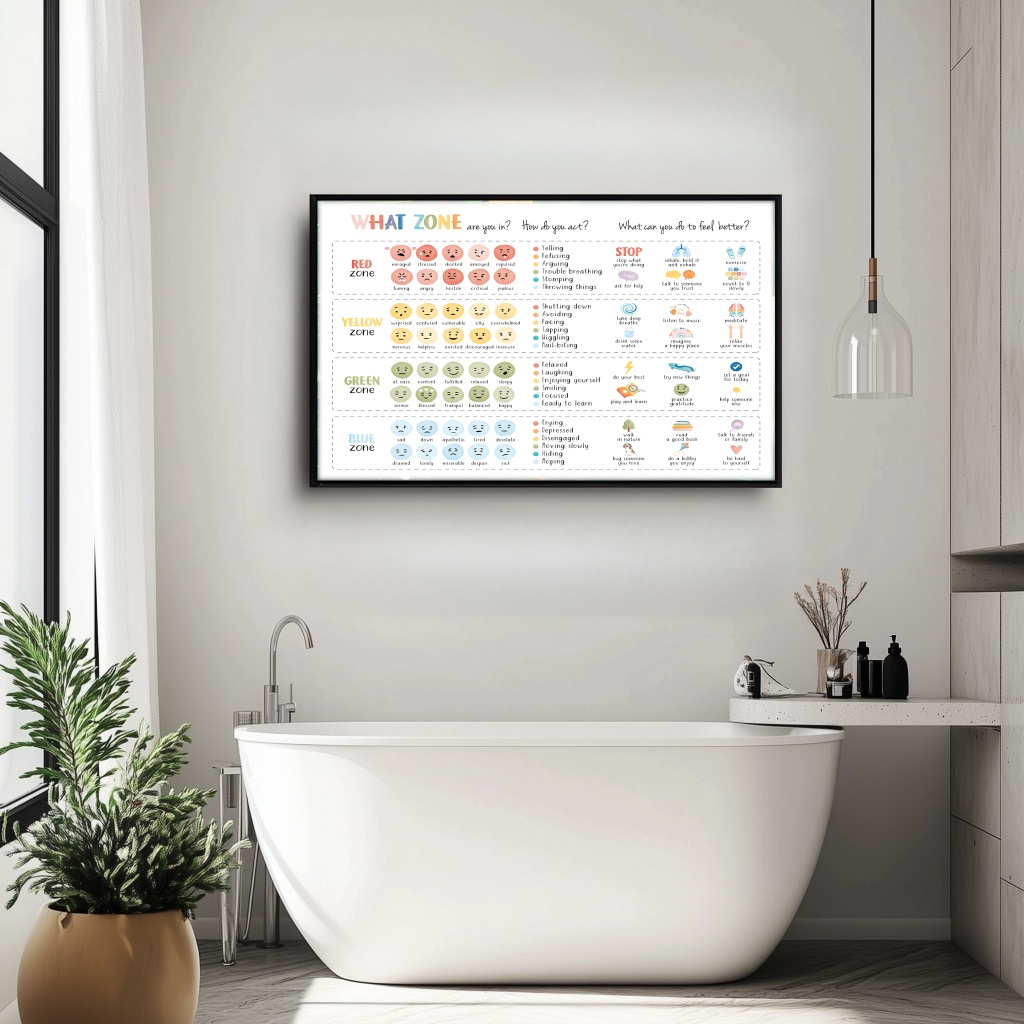 WHAT ZONE are you in? How do you act? What can you do to feel better?
RED
zone
enraged stressed shocked annoyed repulsed
fuming angry hostile critical jealous
Yelling
Refusing
Arguing
Trouble breathing
Stomping
Throwing things
STOP
stop what
you're doing
inhale, hold it
and exhale
exercise
ask for help
talk to someone
you trust
count to 8
slowly
YELLOW
zone
surprised confused vulnerable silly overwhelmed
nervous helpless excited discouraged insecure
Shutting down
Avoiding
Pacing
Tapping
Wiggling
Nail-biting
take deep
breaths
listen to music
meditate
drink some
water
imagine
a happy place
relax
your muscles
GREEN
zone
at ease content fulfilled relaxed sleepy
serene blessed tranquil balanced happy
Relaxed
Laughing
Enjoying yourself
Smiling
Focused
Ready to learn
do your best
try new things
set a goal
for today
play and learn
practice
gratitude
help someone
else
BLUE
zone
sad down apathetic tired desolate
drained lonely miserable despair sick
Crying
Depressed
Disengaged
Moving slowly
Hiding
Moping
walk
in nature
read
a good book
talk to friends
or family
hug someone
you love
do a hobby
you enjoy
be kind
to yourself